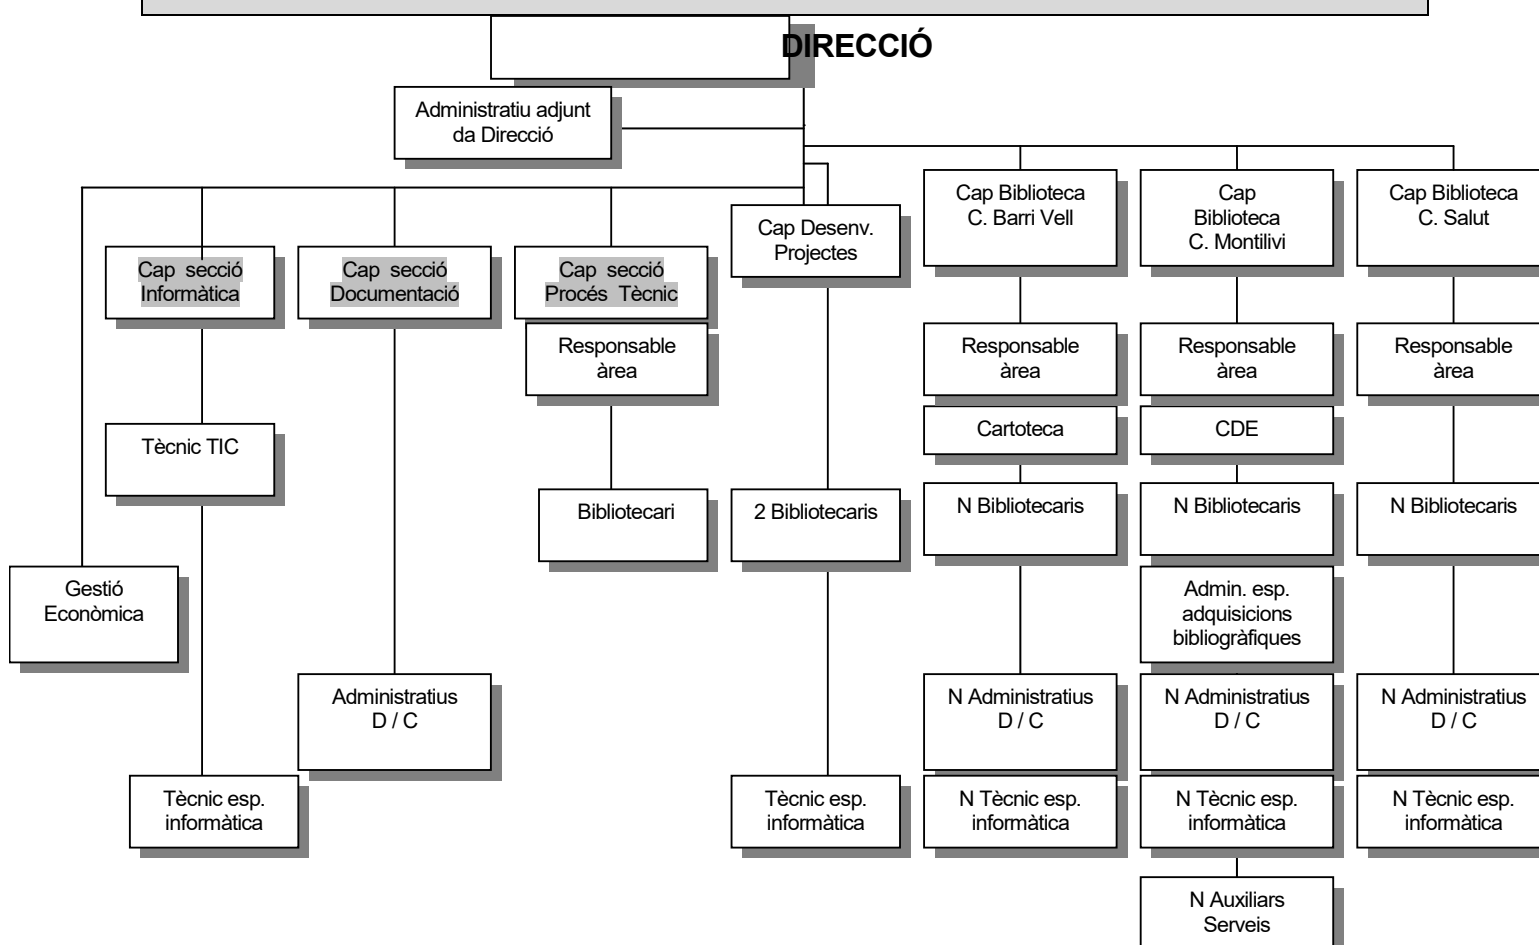 DIRECCIÓ
Administratiu adjunt
da Direcció
Cap Biblioteca
C. Barri Vell
Cap
Biblioteca
C. Montilivi
Cap Biblioteca
C. Salut
Cap Desenv.
Projectes
Cap secció
Informàtica
Cap secció
Documentació
Cap secció
Procés Tècnic
Responsable
àrea
Responsable
àrea
Responsable
àrea
Responsable
àrea
Cartoteca
CDE
Tècnic TIC
Bibliotecari
2 Bibliotecaris
N Bibliotecaris
N Bibliotecaris
N Bibliotecaris
Gestió
Econòmica
Admin. esp.
adquisicions
bibliogràfiques
Administratius
D / C
N Administratius
D / C
N Administratius
D / C
N Administratius
D / C
Tècnic esp.
informàtica
Tècnic esp.
informàtica
N Tècnic esp.
informàtica
N Tècnic esp.
informàtica
N Tècnic esp.
informàtica
N Auxiliars
Serveis